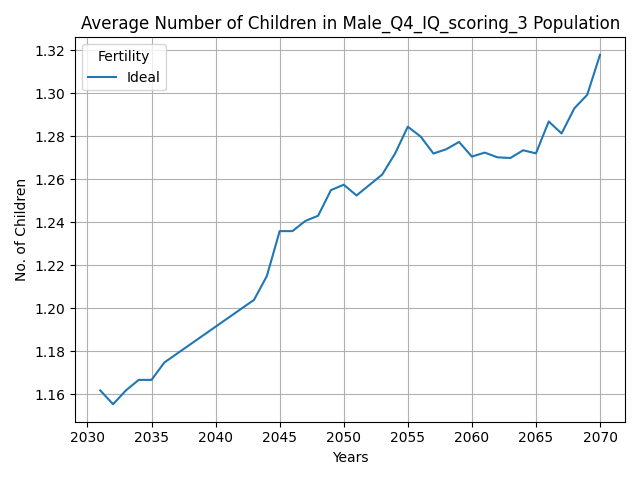 Average Number of Children in Male_Q4_IQ_scoring_3 Population
Fertility
Ideal
No. of Children
1.32
1.30
1.28
1.26
1.24
1.22
1.20
1.18
1.16
2030 2035 2040 2045 2050 2055 2060 2065 2070
Years